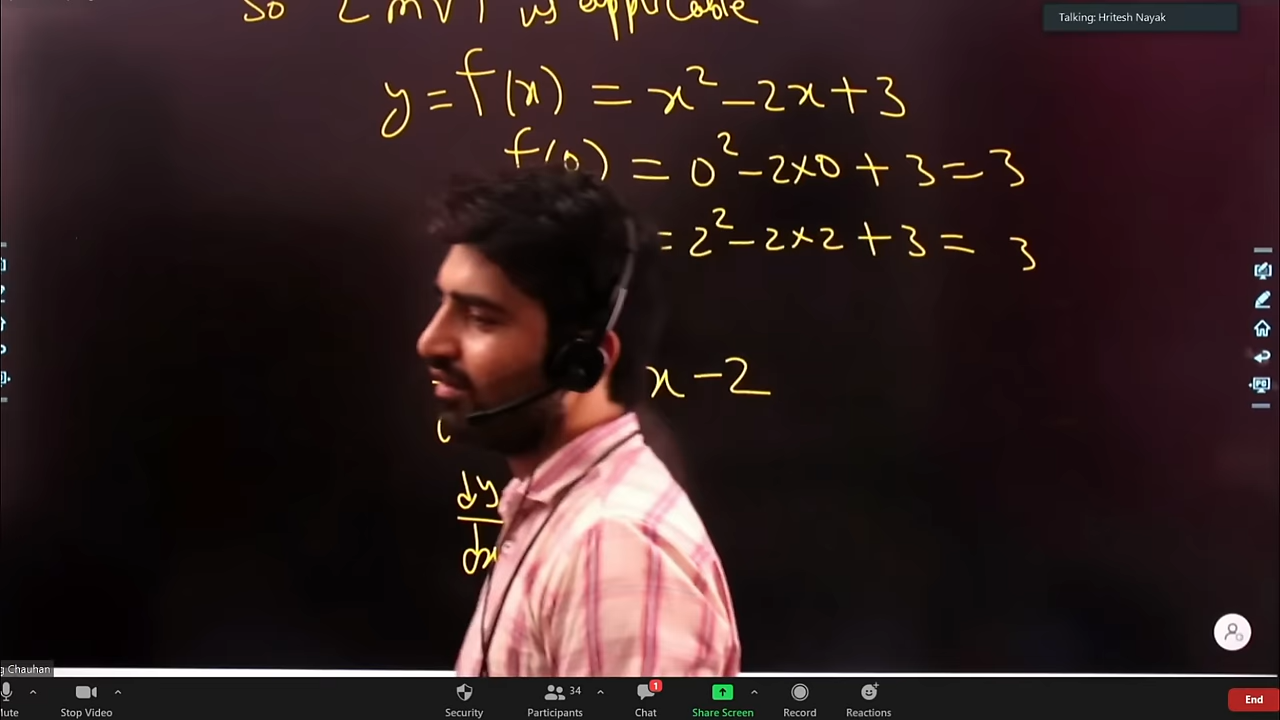 so LMVT is applicable
Talking: Hritesh Nayak
y = f(x) = x² - 2x + 3
f(0) = 0² - 2×0 + 3 = 3
= 2² - 2×2 + 3 = 3
x - 2
dy
dx
g Chauhan
Mute
Stop Video
Security
34
Participants
1
Chat
Share Screen
Record
Reactions
End